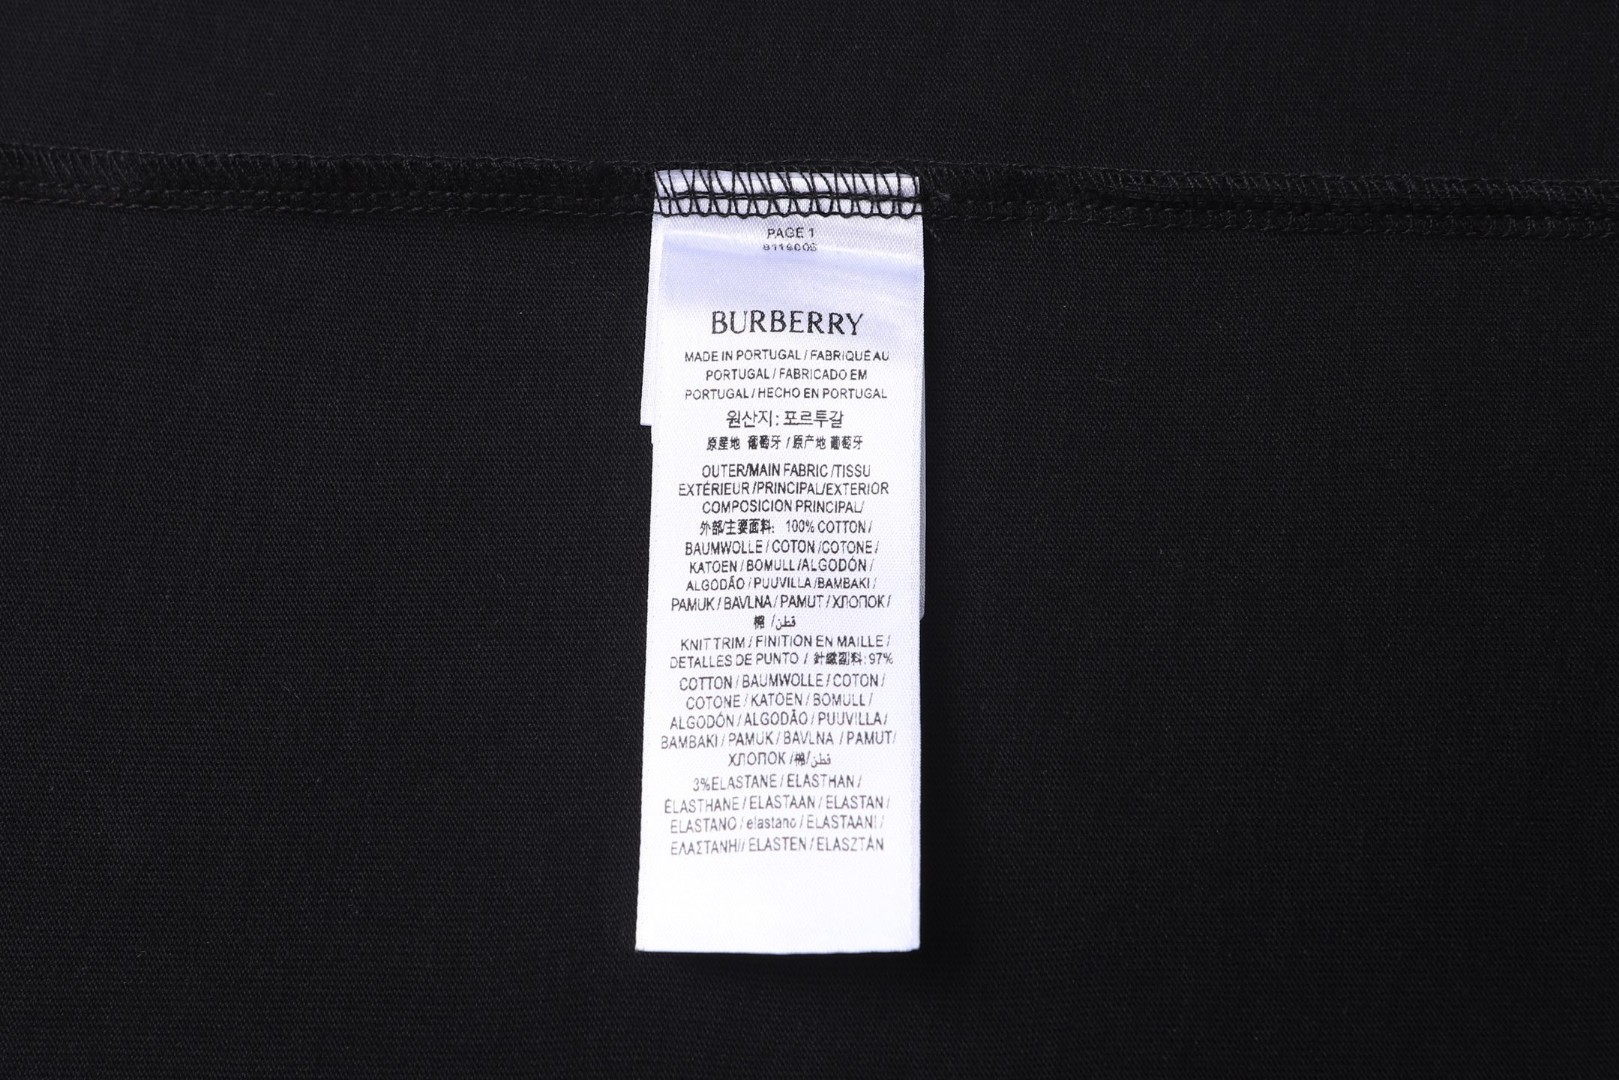 PAGE 1
BURBERRY
MADE IN PORTUGAL / FABRIQUÉ AU
PORTUGAL / FABRICADO EM
PORTUGAL / HECHO EN PORTUGAL
원산지: 포르투갈
原産地 葡萄牙 / 原产地 葡萄牙
OUTER/MAIN FABRIC /TISSU
EXTÉRIEUR /PRINCIPAL/EXTERIOR
COMPOSICION PRINCIPAL/
外部/主要面料: 100% COTTON /
BAUMWOLLE / COTON /COTONE /
KATOEN / BOMULL /ALGODÓN /
ALGODÃO / PUUVILLA /BAMBAKI /
PAMUK / BAVLNA / PAMUT / ХЛОПОК /
棉 / قطن
KNIT TRIM / FINITION EN MAILLE /
DETALLES DE PUNTO / 針織面料: 97%
COTTON / BAUMWOLLE / COTON /
COTONE / KATOEN / BOMULL /
ALGODÓN / ALGODÃO / PUUVILLA /
BAMBAKI / PAMUK / BAVLNA / PAMUT/
ХЛОПОК /棉/ قطن
3%ELASTANE / ELASTHAN /
ÉLASTHANE / ELASTAAN / ELASTAN /
ELASTANO / elastano / ELASTAANI /
ΕΛΑΣΤΑΝΗ// ELASTEN / ELASZTÁN